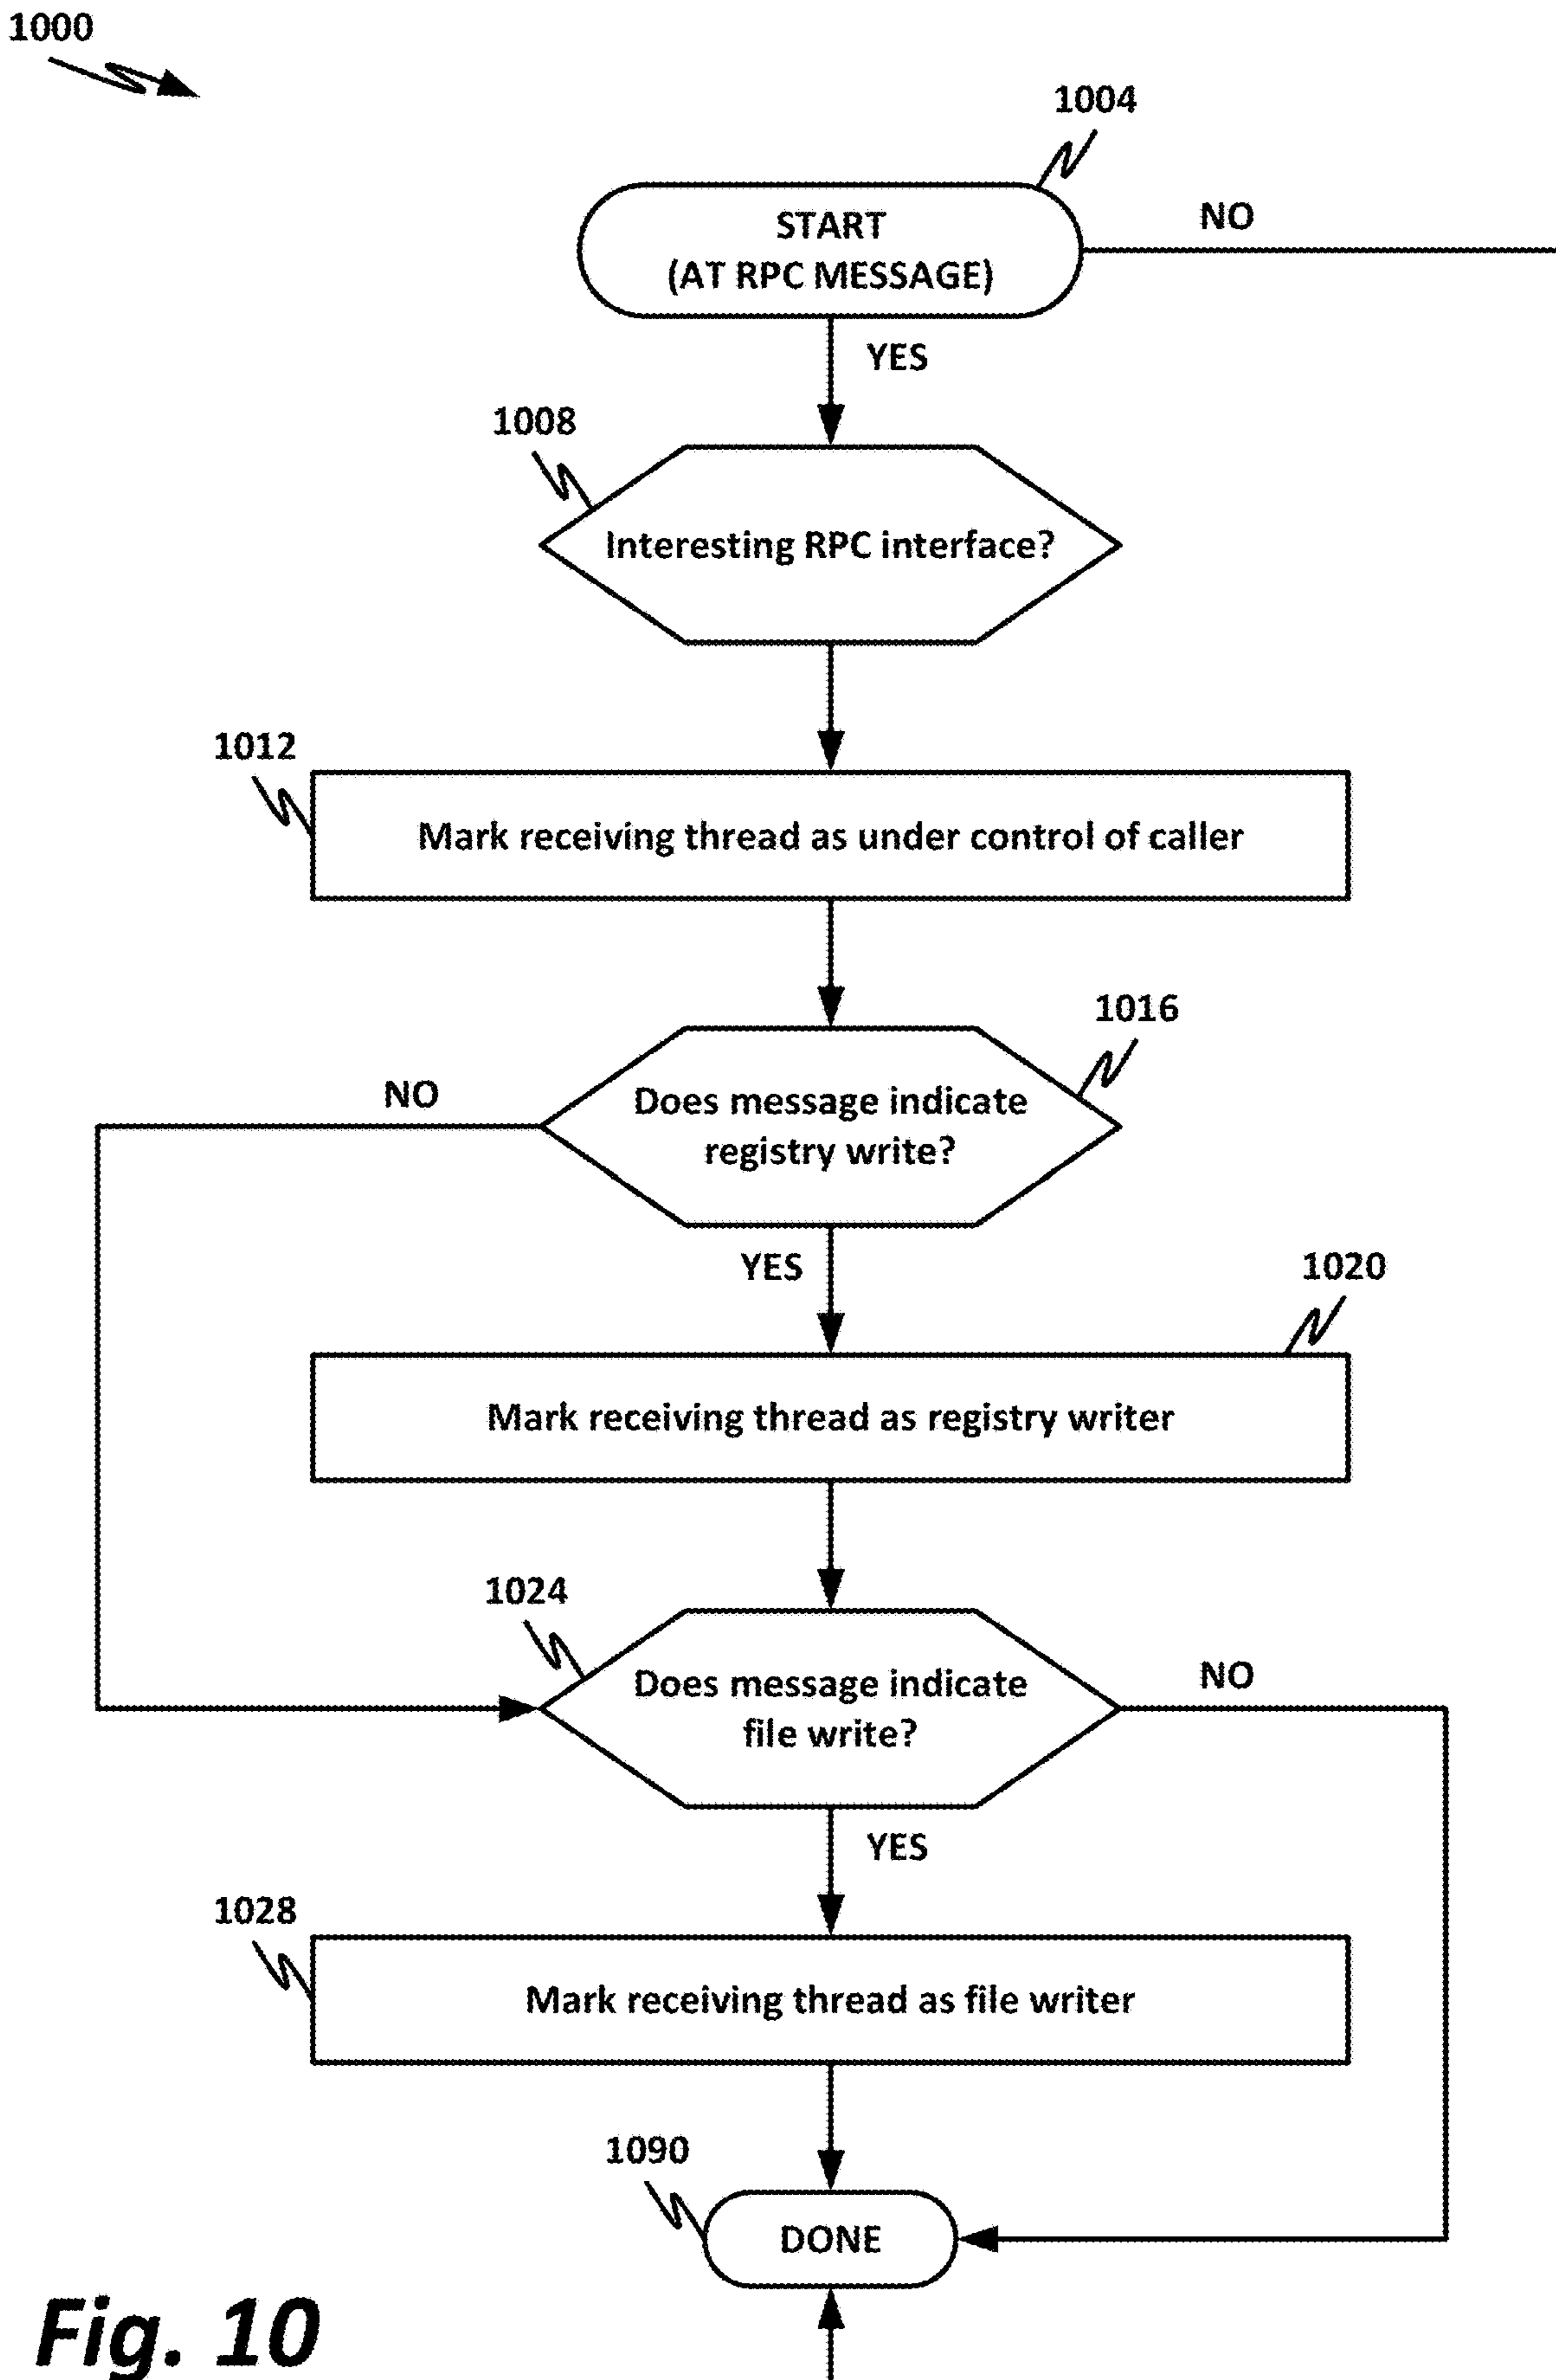 1000
1004
START
(AT RPC MESSAGE)
NO
YES
1008
Interesting RPC interface?
1012
Mark receiving thread as under control of caller
1016
NO
Does message indicate
registry write?
YES
1020
Mark receiving thread as registry writer
1024
Does message indicate
file write?
NO
YES
1028
Mark receiving thread as file writer
1090
DONE
Fig. 10